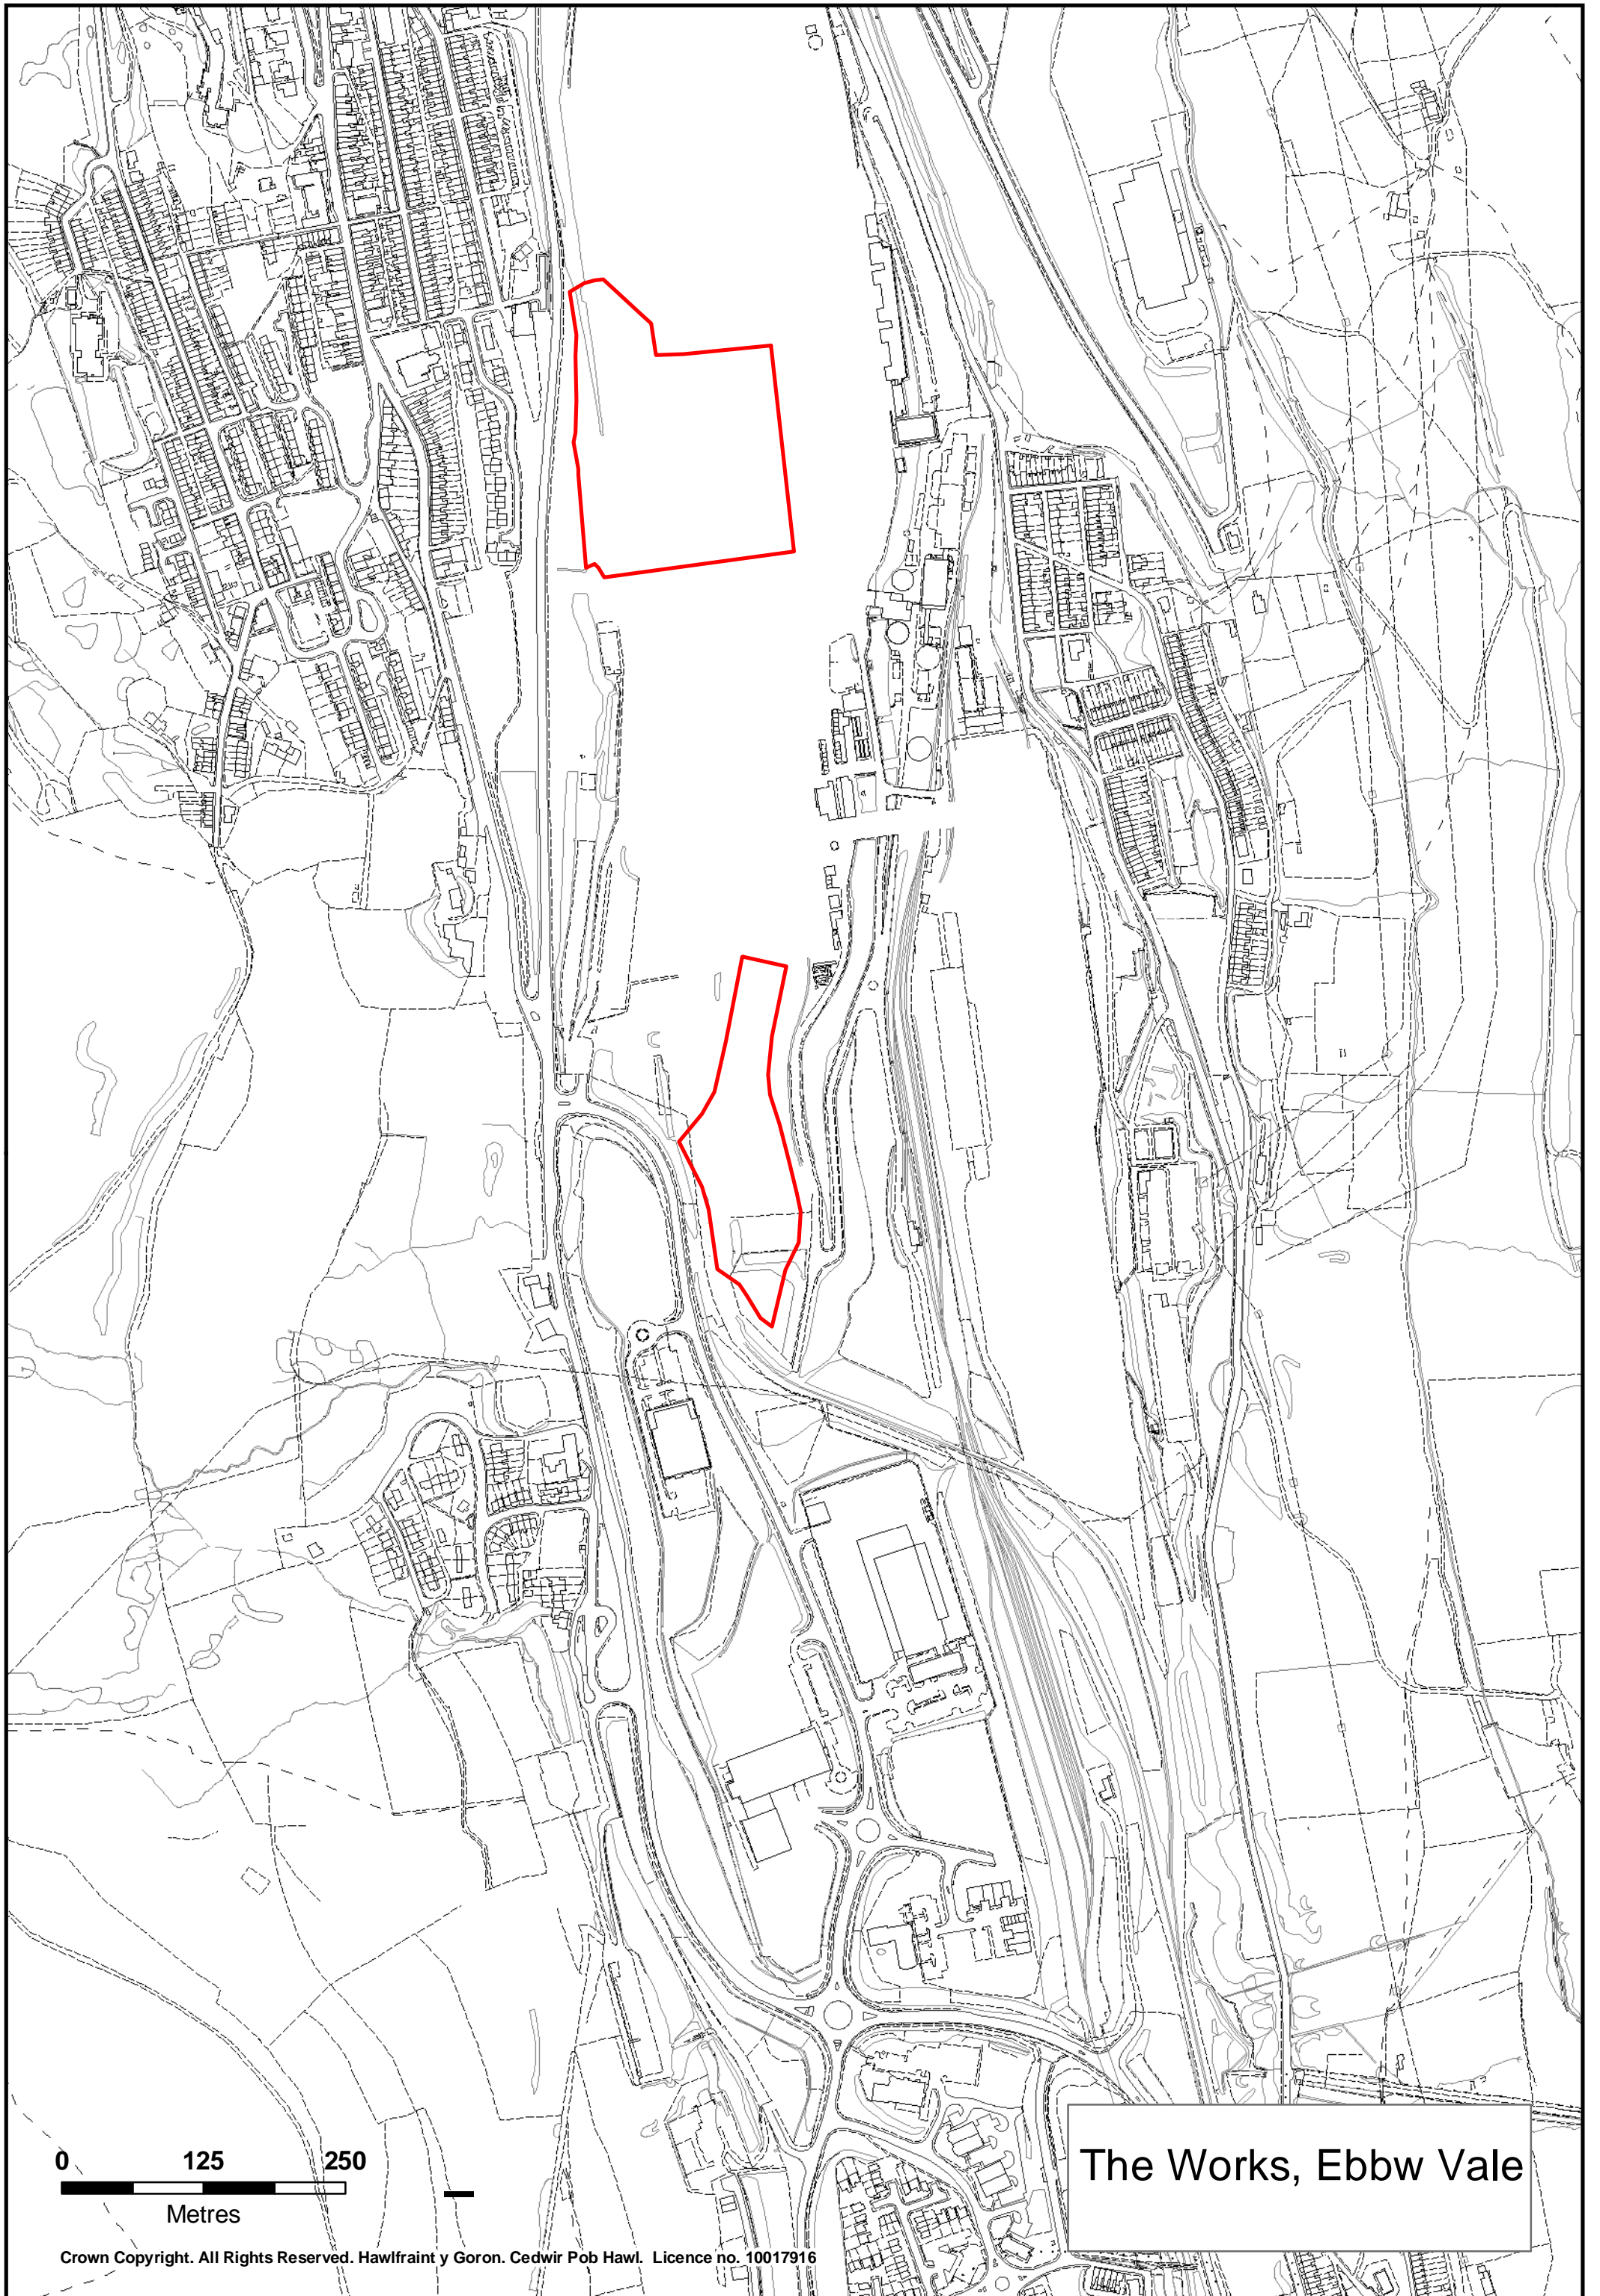 The Works, Ebbw Vale
0 125 250
Metres
Crown Copyright. All Rights Reserved. Hawlfraint y Goron. Cedwir Pob Hawl. Licence no. 10017916